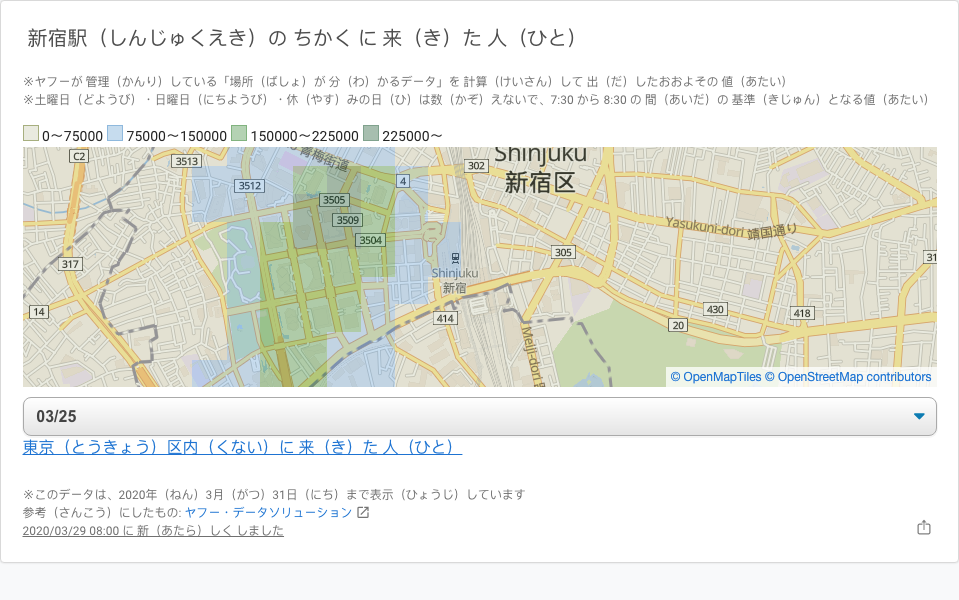 新宿駅（しんじゅくえき）の ちかく に 来（き）た 人（ひと）
※ヤフーが 管理（かんり）している「場所（ばしょ）が 分（わ）かるデータ」を 計算（けいさん）して 出（だ）したおおよその 値（あたい）
※土曜日（どようび）・日曜日（にちようび）・休（やす）みの日（ひ）は数（かぞ）えないで、7:30 から 8:30 の 間（あいだ）の 基準（きじゅん）となる値（あたい）
0～75000 75000～150000 150000～225000 225000～
C2
3513
青梅街道
302
Shinjuku
新宿区
3512
4
3505
3509
3504
Yasukuni-dori 靖国通り
317
305
31
Shinjuku
新宿
14
414
430
418
20
Meiji-dori
© OpenMapTiles © OpenStreetMap contributors
03/25
東京（とうきょう）区内（くない）に 来（き）た 人（ひと）
※このデータは、2020年（ねん）3月（がつ）31日（にち）まで表示（ひょうじ）しています
参考（さんこう）にしたもの: ヤフー・データソリューション
2020/03/29 08:00 に 新（あたら）しく しました